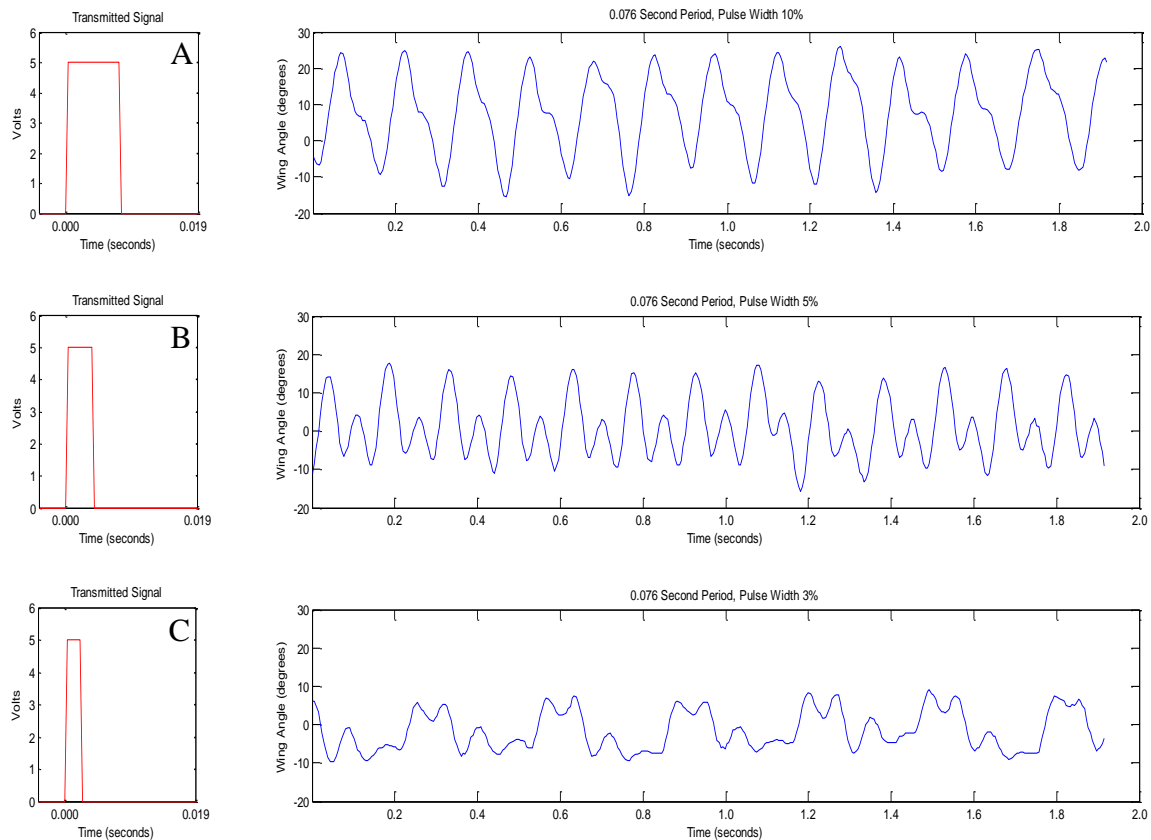 Transmitted Signal
A
Volts
6
5
4
3
2
1
0
0.000 0.019
Time (seconds)
0.076 Second Period, Pulse Width 10%
Wing Angle (degrees)
30
20
10
0
-10
-20
0.2 0.4 0.6 0.8 1.0 1.2 1.4 1.6 1.8 2.0
Time (seconds)
Transmitted Signal
B
Volts
6
5
4
3
2
1
0
0.000 0.019
Time (seconds)
0.076 Second Period, Pulse Width 5%
Wing Angle (degrees)
30
20
10
0
-10
-20
0.2 0.4 0.6 0.8 1.0 1.2 1.4 1.6 1.8 2.0
Time (seconds)
Transmitted Signal
C
Volts
6
5
4
3
2
1
0
0.000 0.019
Time (seconds)
0.076 Second Period, Pulse Width 3%
Wing Angle (degrees)
30
20
10
0
-10
-20
0.2 0.4 0.6 0.8 1.0 1.2 1.4 1.6 1.8 2.0
Time (seconds)